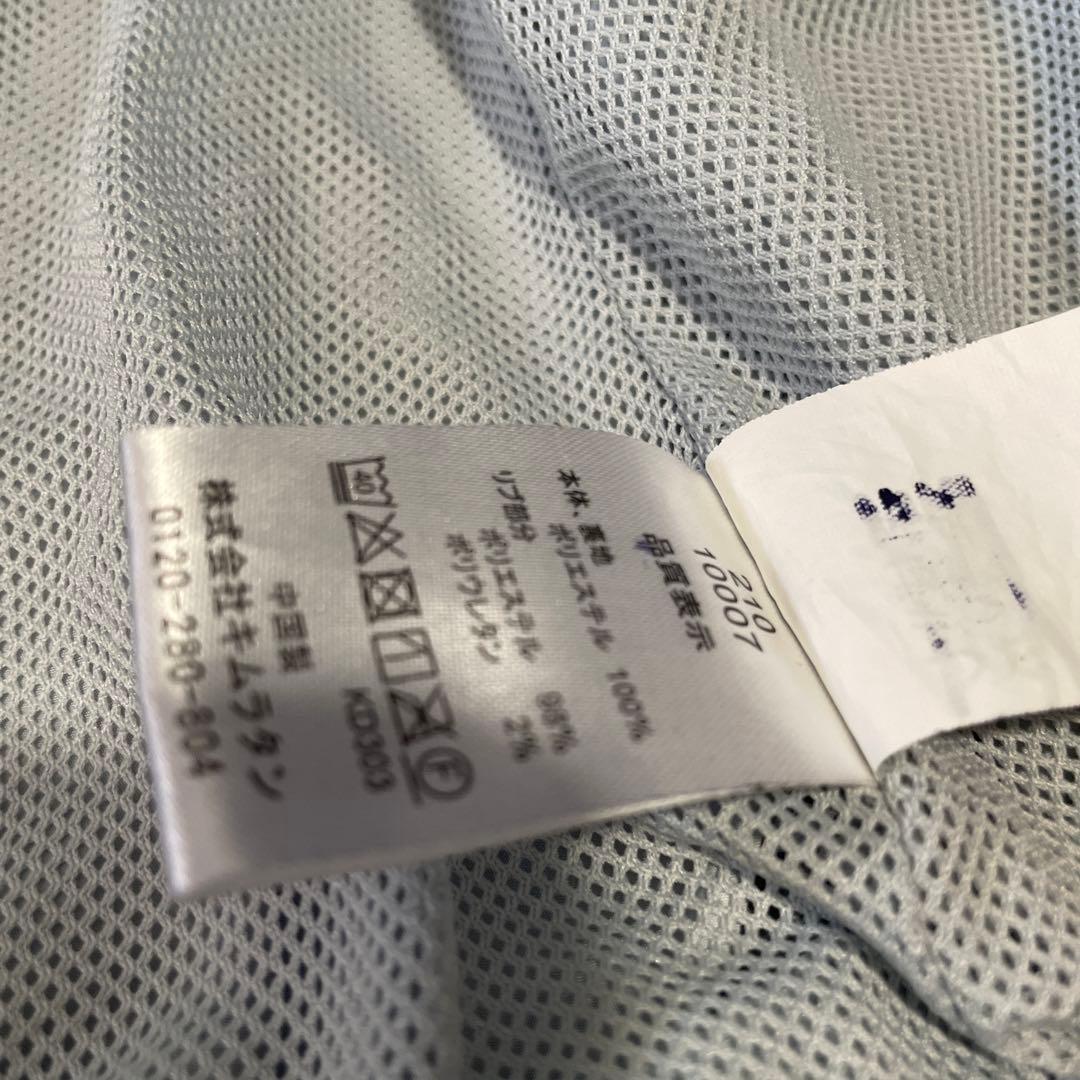 210
10007
品質表示
本体、裏地
ポリエステル 100%
リブ部分
ポリエステル 98%
ポリウレタン 2%
40
F
KD303
中国製
株式会社キムラタン
0120-280-804